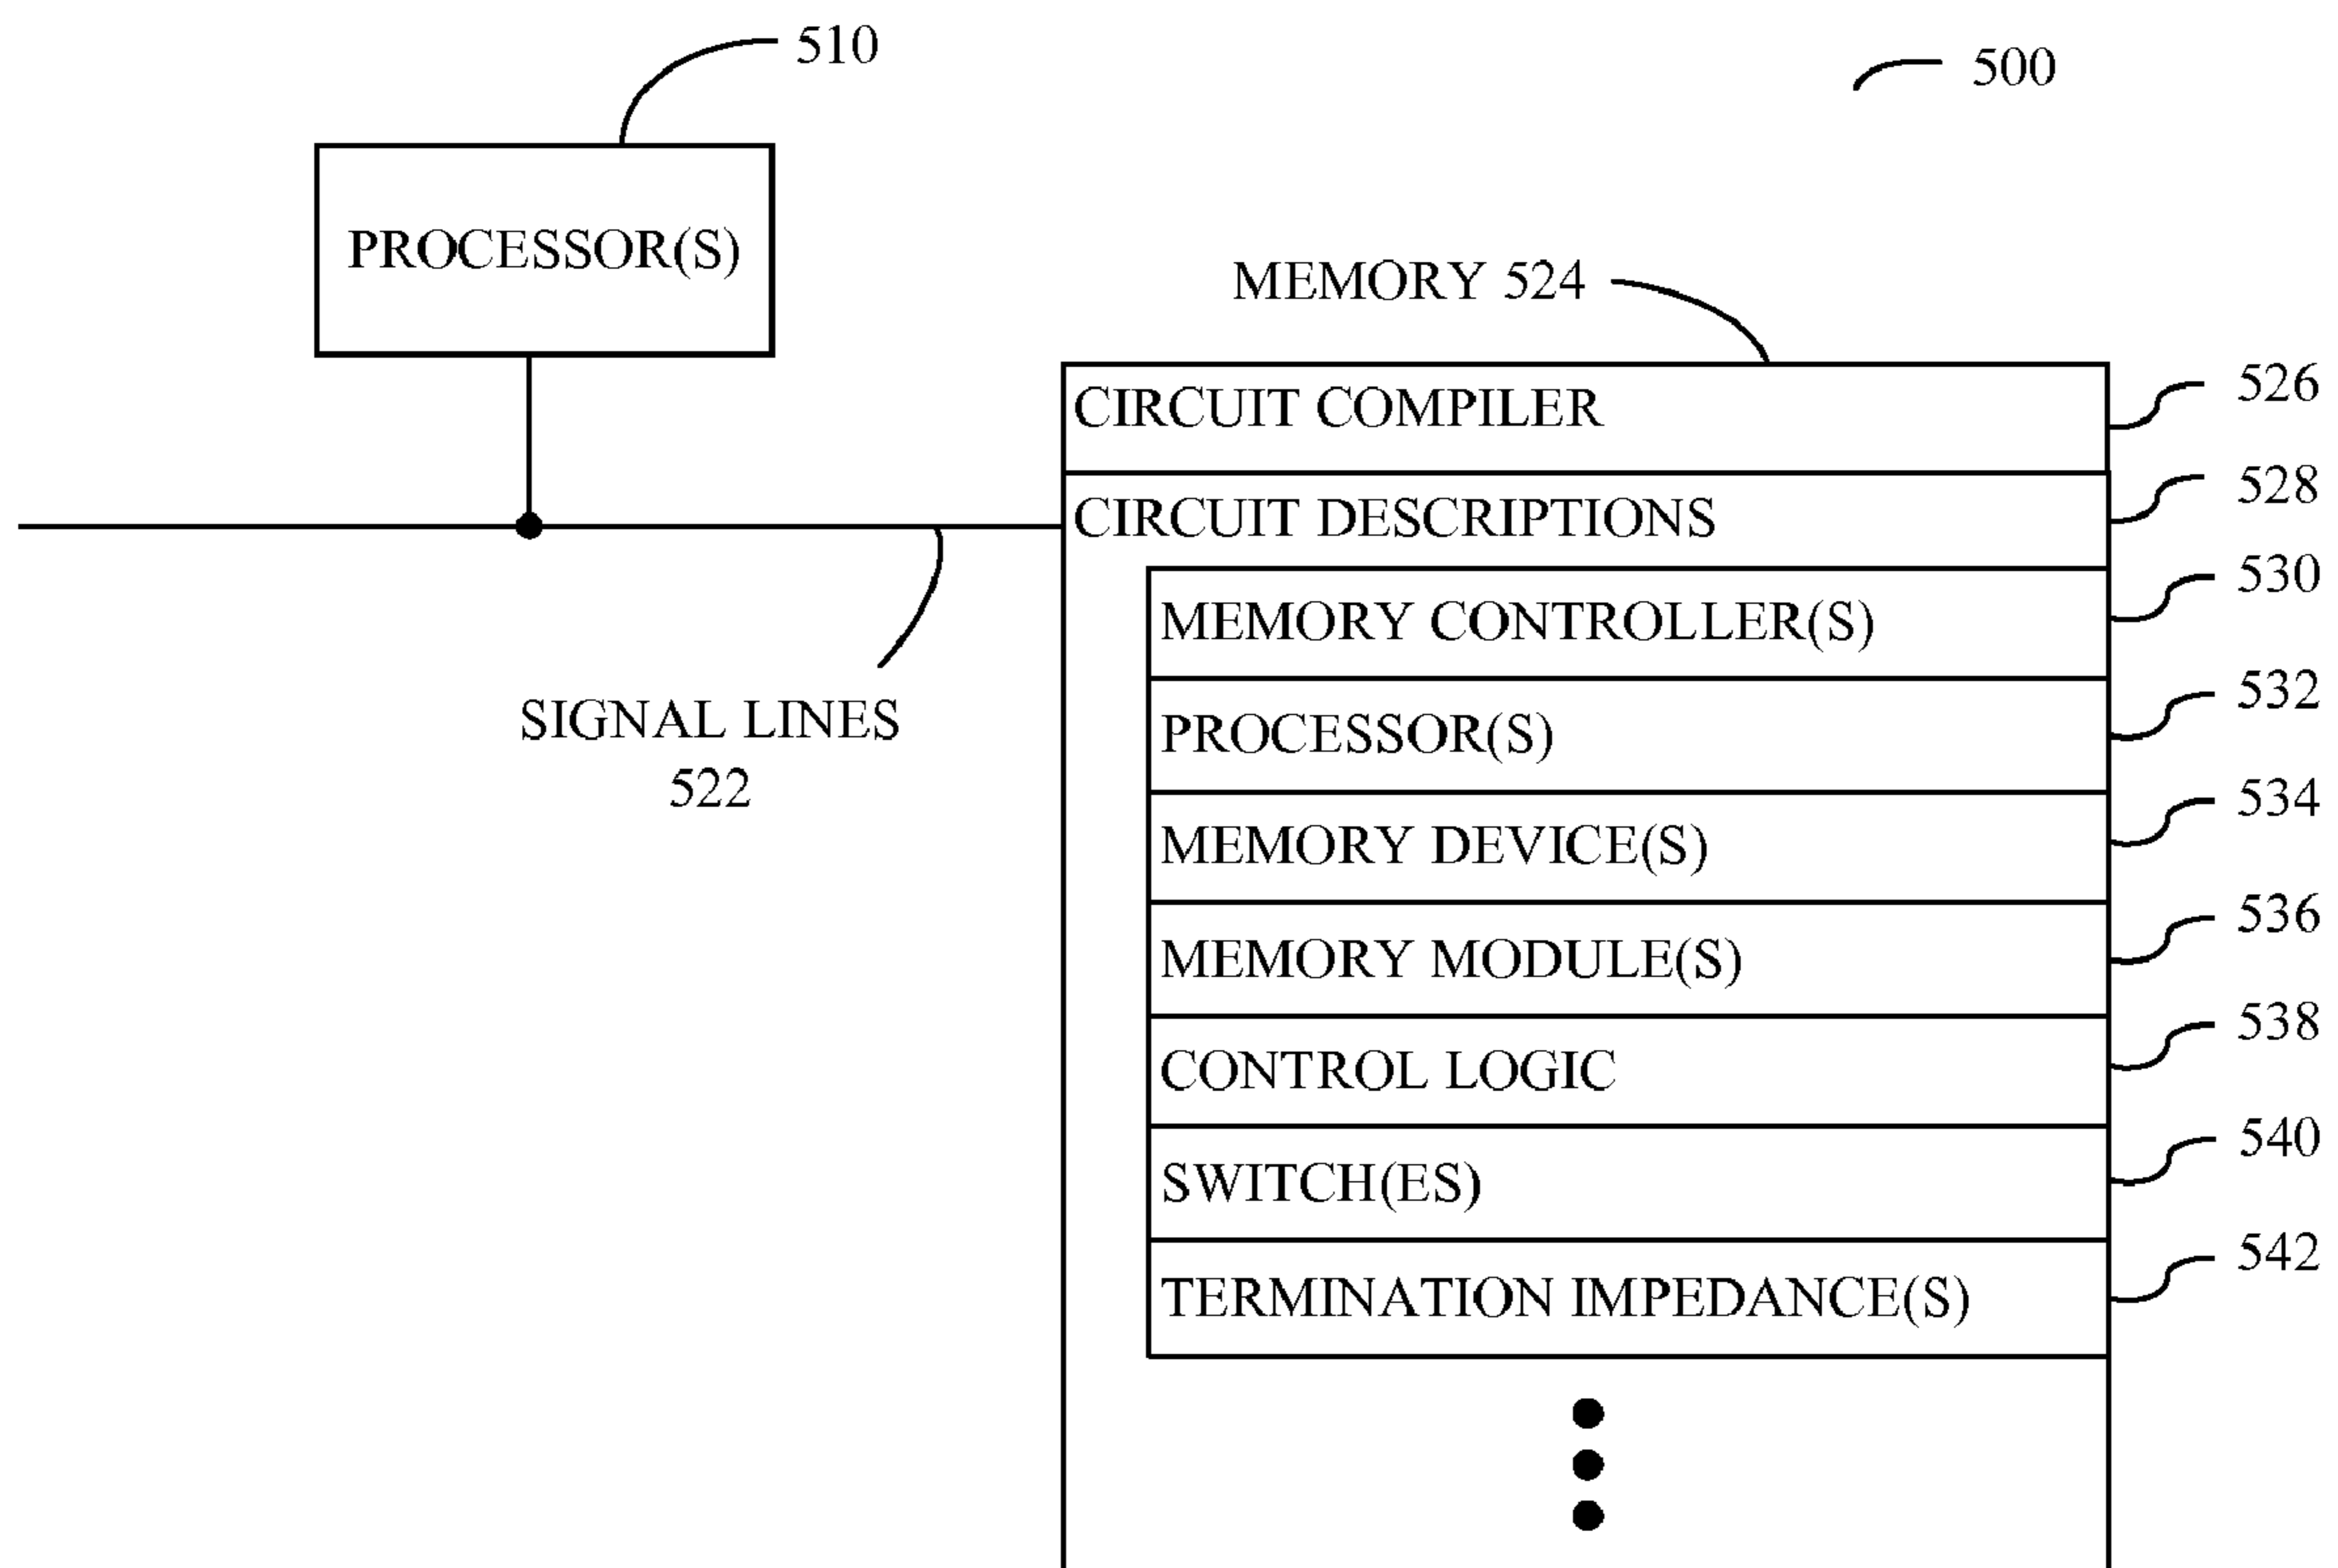 510
500
PROCESSOR(S)
MEMORY 524
CIRCUIT COMPILER
526
CIRCUIT DESCRIPTIONS
528
MEMORY CONTROLLER(S)
530
SIGNAL LINES
522
PROCESSOR(S)
532
MEMORY DEVICE(S)
534
MEMORY MODULE(S)
536
CONTROL LOGIC
538
SWITCH(ES)
540
TERMINATION IMPEDANCE(S)
542